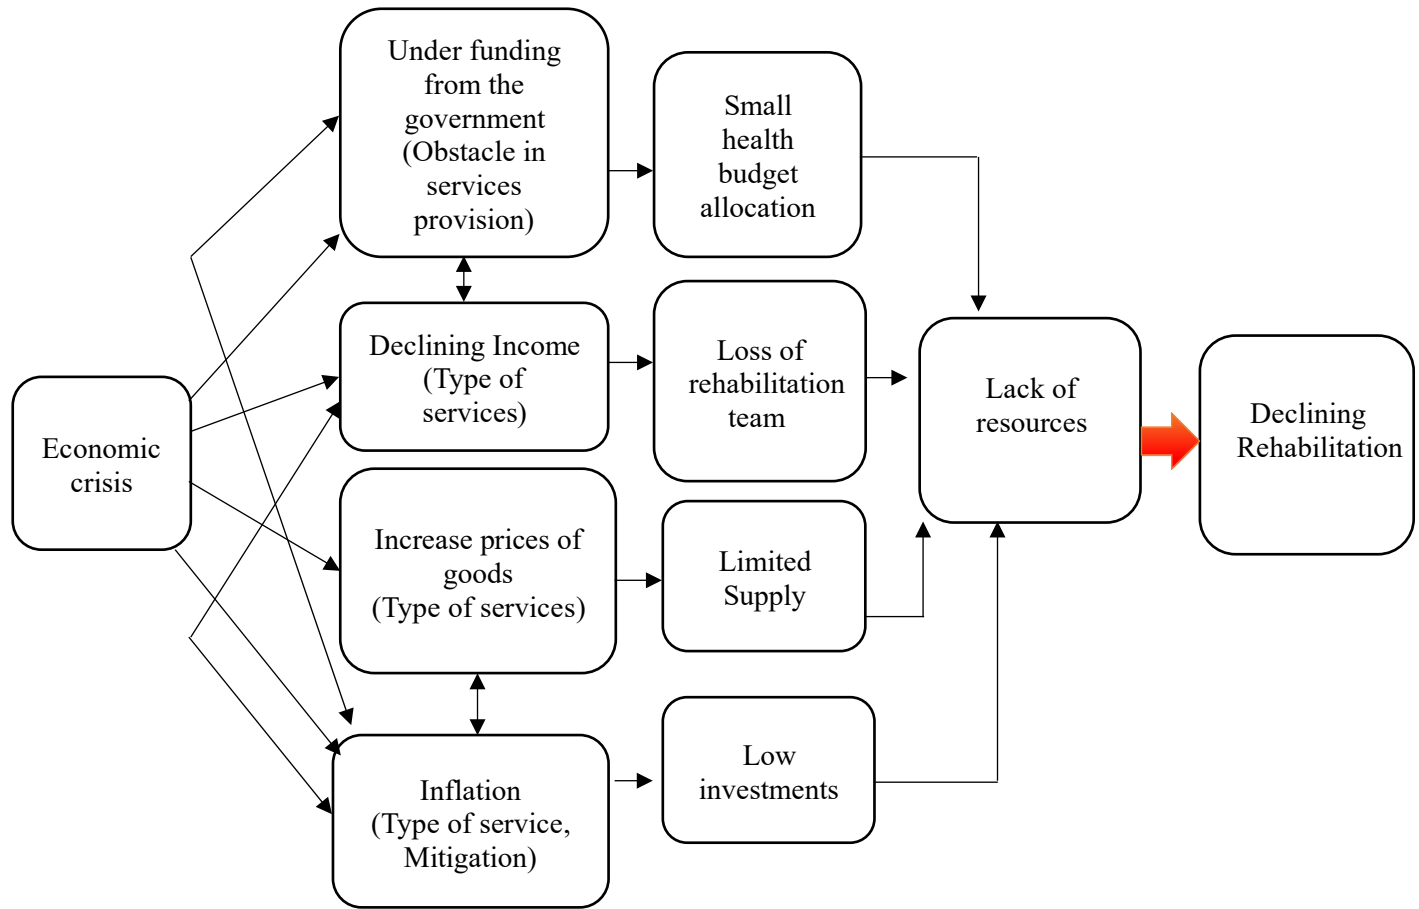 Under funding
from the
government
(Obstacle in
services
provision)
Small
health
budget
allocation
Declining Income
(Type of
services)
Loss of
rehabilitation
team
Lack of
resources
Declining
Rehabilitation
Economic
crisis
Increase prices of
goods
(Type of services)
Limited
Supply
Low
investments
Inflation
(Type of service,
Mitigation)